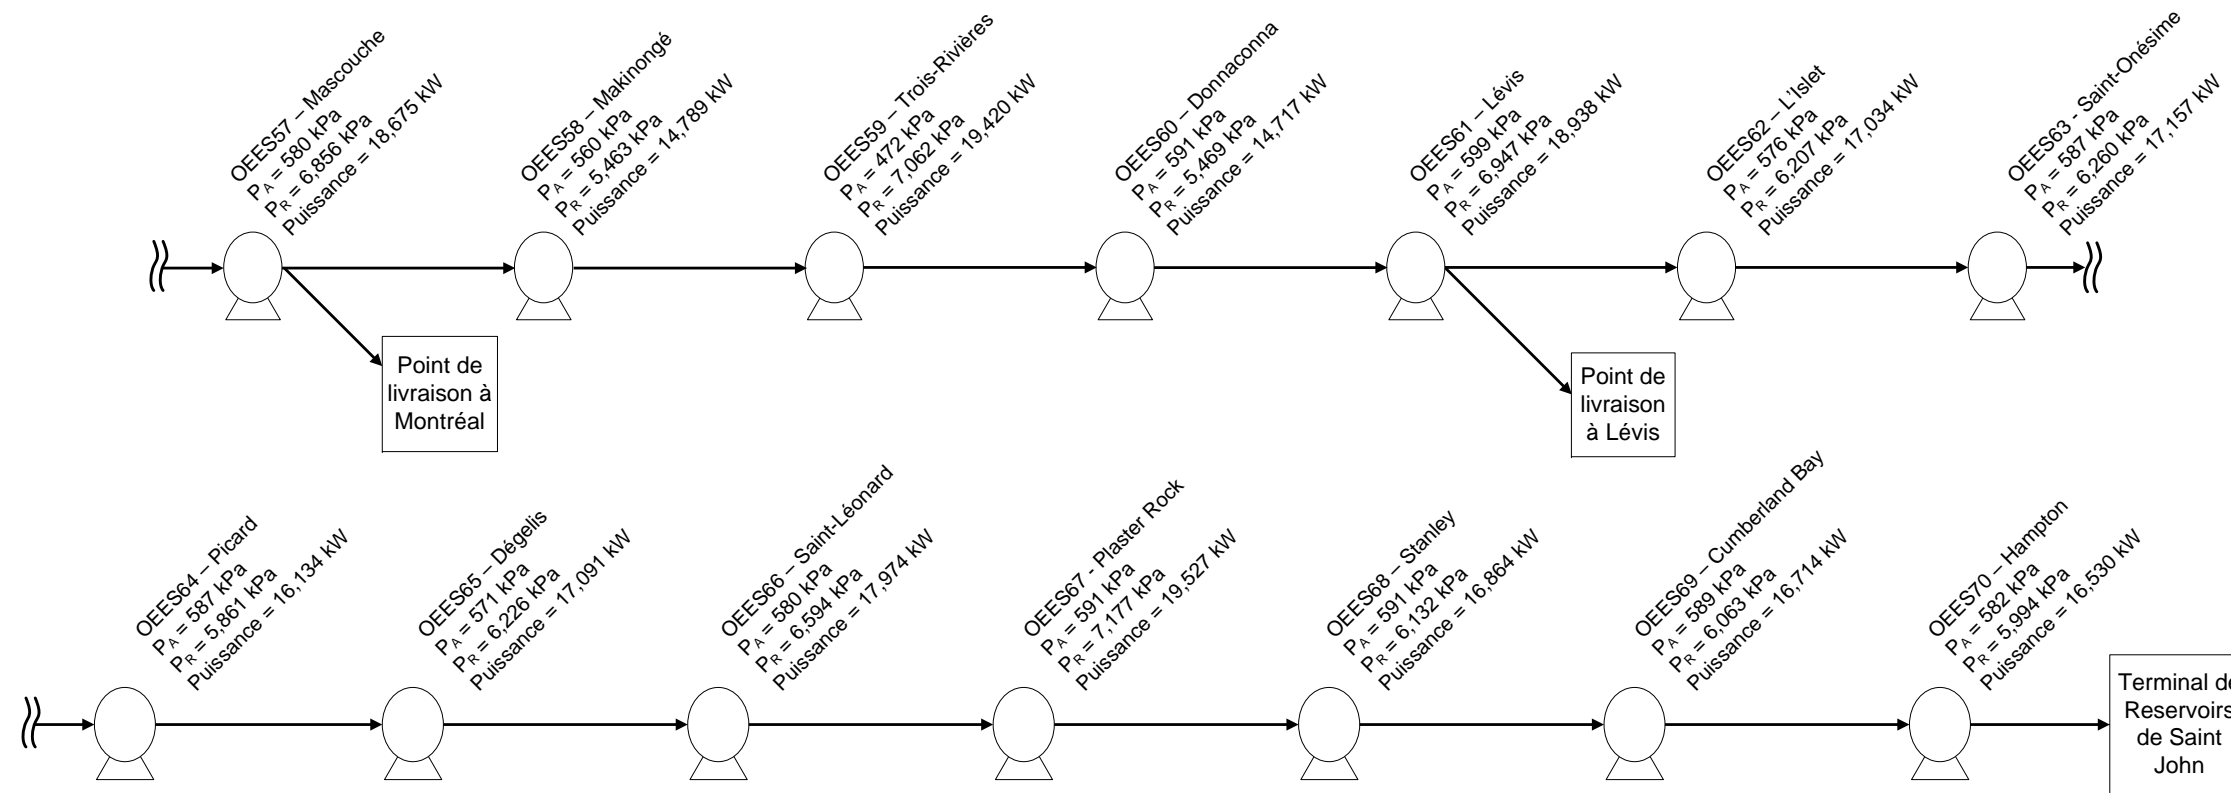 OEES57 – Mascouche
PA = 580 kPa
PR = 6,856 kPa
Puissance = 18,675 kW
OEES58 – Makinongé
PA = 560 kPa
PR = 5,463 kPa
Puissance = 14,789 kW
OEES59 – Trois-Rivières
PA = 472 kPa
PR = 7,062 kPa
Puissance = 19,420 kW
OEES60 – Donnaconna
PA = 591 kPa
PR = 5,469 kPa
Puissance = 14,717 kW
OEES61 – Lévis
PA = 599 kPa
PR = 6,947 kPa
Puissance = 18,938 kW
OEES62 – L'Islet
PA = 576 kPa
PR = 6,207 kPa
Puissance = 17,034 kW
OEES63 - Saint-Onésime
PA = 587 kPa
PR = 6,260 kPa
Puissance = 17,157 kW
Point de
livraison à
Montréal
Point de
livraison
à Lévis
OEES64 – Picard
PA = 587 kPa
PR = 5,861 kPa
Puissance = 16,134 kW
OEES65 – Dégelis
PA = 571 kPa
PR = 6,226 kPa
Puissance = 17,091 kW
OEES66 – Saint-Léonard
PA = 580 kPa
PR = 6,594 kPa
Puissance = 17,974 kW
OEES67 - Plaster Rock
PA = 591 kPa
PR = 7,177 kPa
Puissance = 19,527 kW
OEES68 – Stanley
PA = 591 kPa
PR = 6,132 kPa
Puissance = 16,864 kW
OEES69 – Cumberland Bay
PA = 589 kPa
PR = 6,063 kPa
Puissance = 16,714 kW
OEES70 – Hampton
PA = 582 kPa
PR = 5,994 kPa
Puissance = 16,530 kW
Terminal de
Reservoirs
de Saint
John